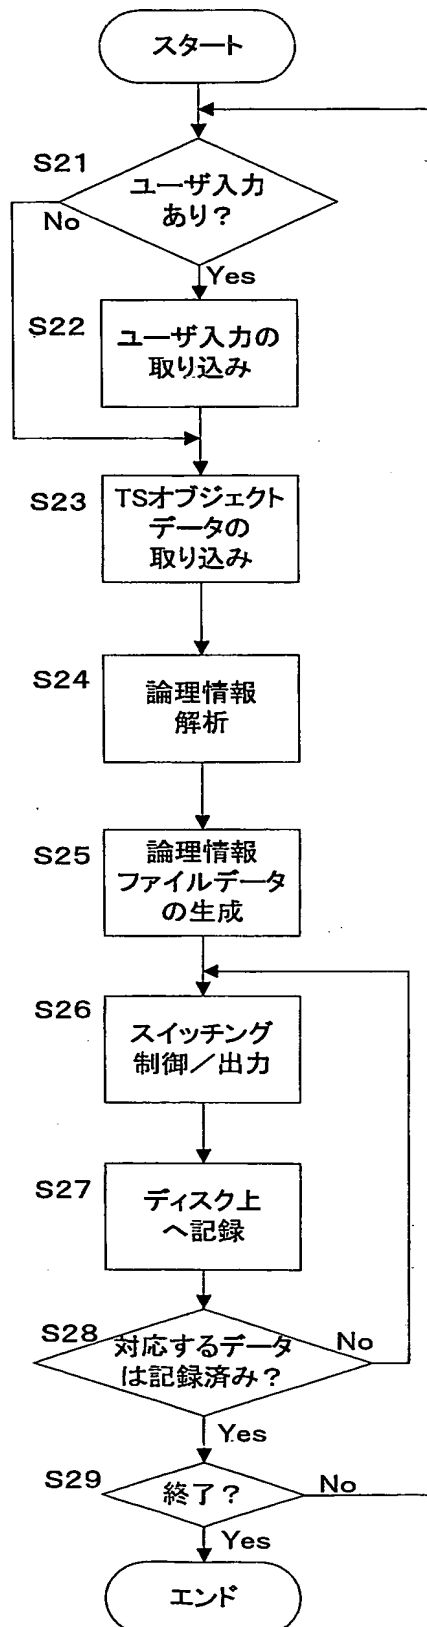 スタート
S21
ユーザ入力
あり？
No
Yes
S22
ユーザ入力の
取り込み
S23
TSオブジェクト
データの
取り込み
S24
論理情報
解析
S25
論理情報
ファイルデータ
の生成
S26
スイッチング
制御／出力
S27
ディスク上
へ記録
S28
対応するデータ
は記録済み？
No
Yes
S29
終了？
No
Yes
エンド